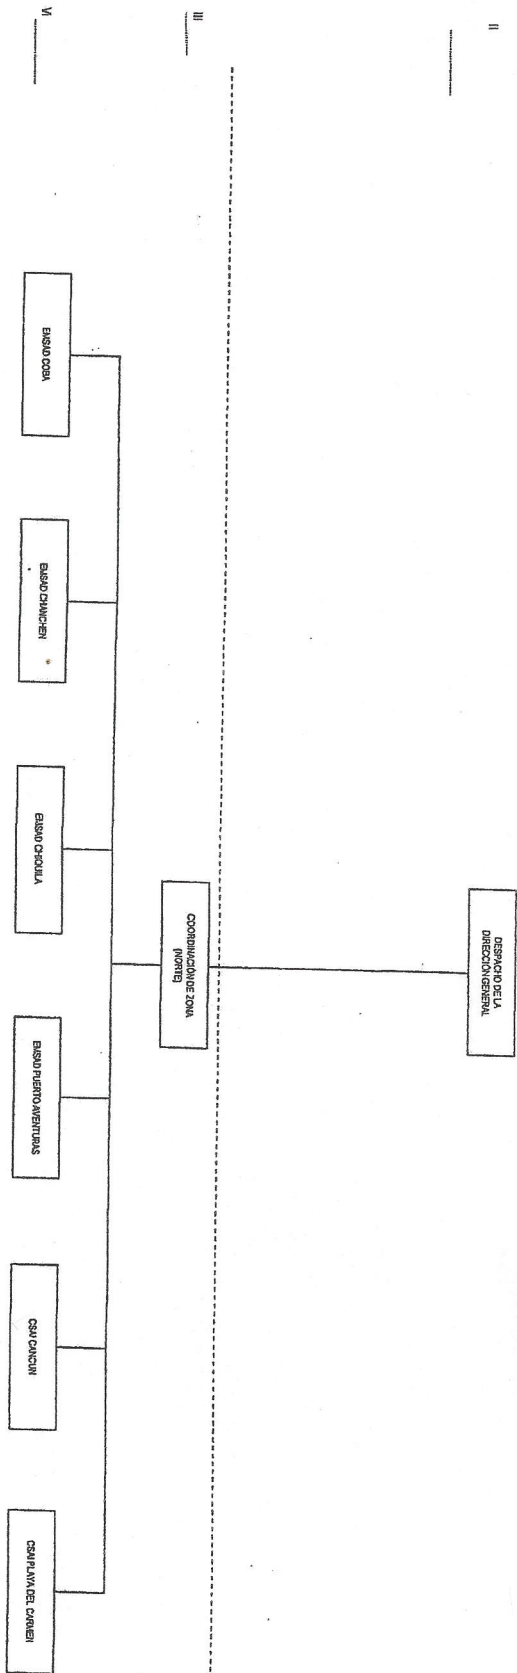 II
DESPACHO DE LA
DIRECCIÓN GENERAL
III
COORDINACIÓN DE ZONA
(NORTE)
VI
EMSAD COBA
EMSAD CHANCHEN
EMSAD CHIQUILA
EMSAD PUERTO AVENTURAS
CSAI CANCUN
CSAI PLAYA DEL CARMEN